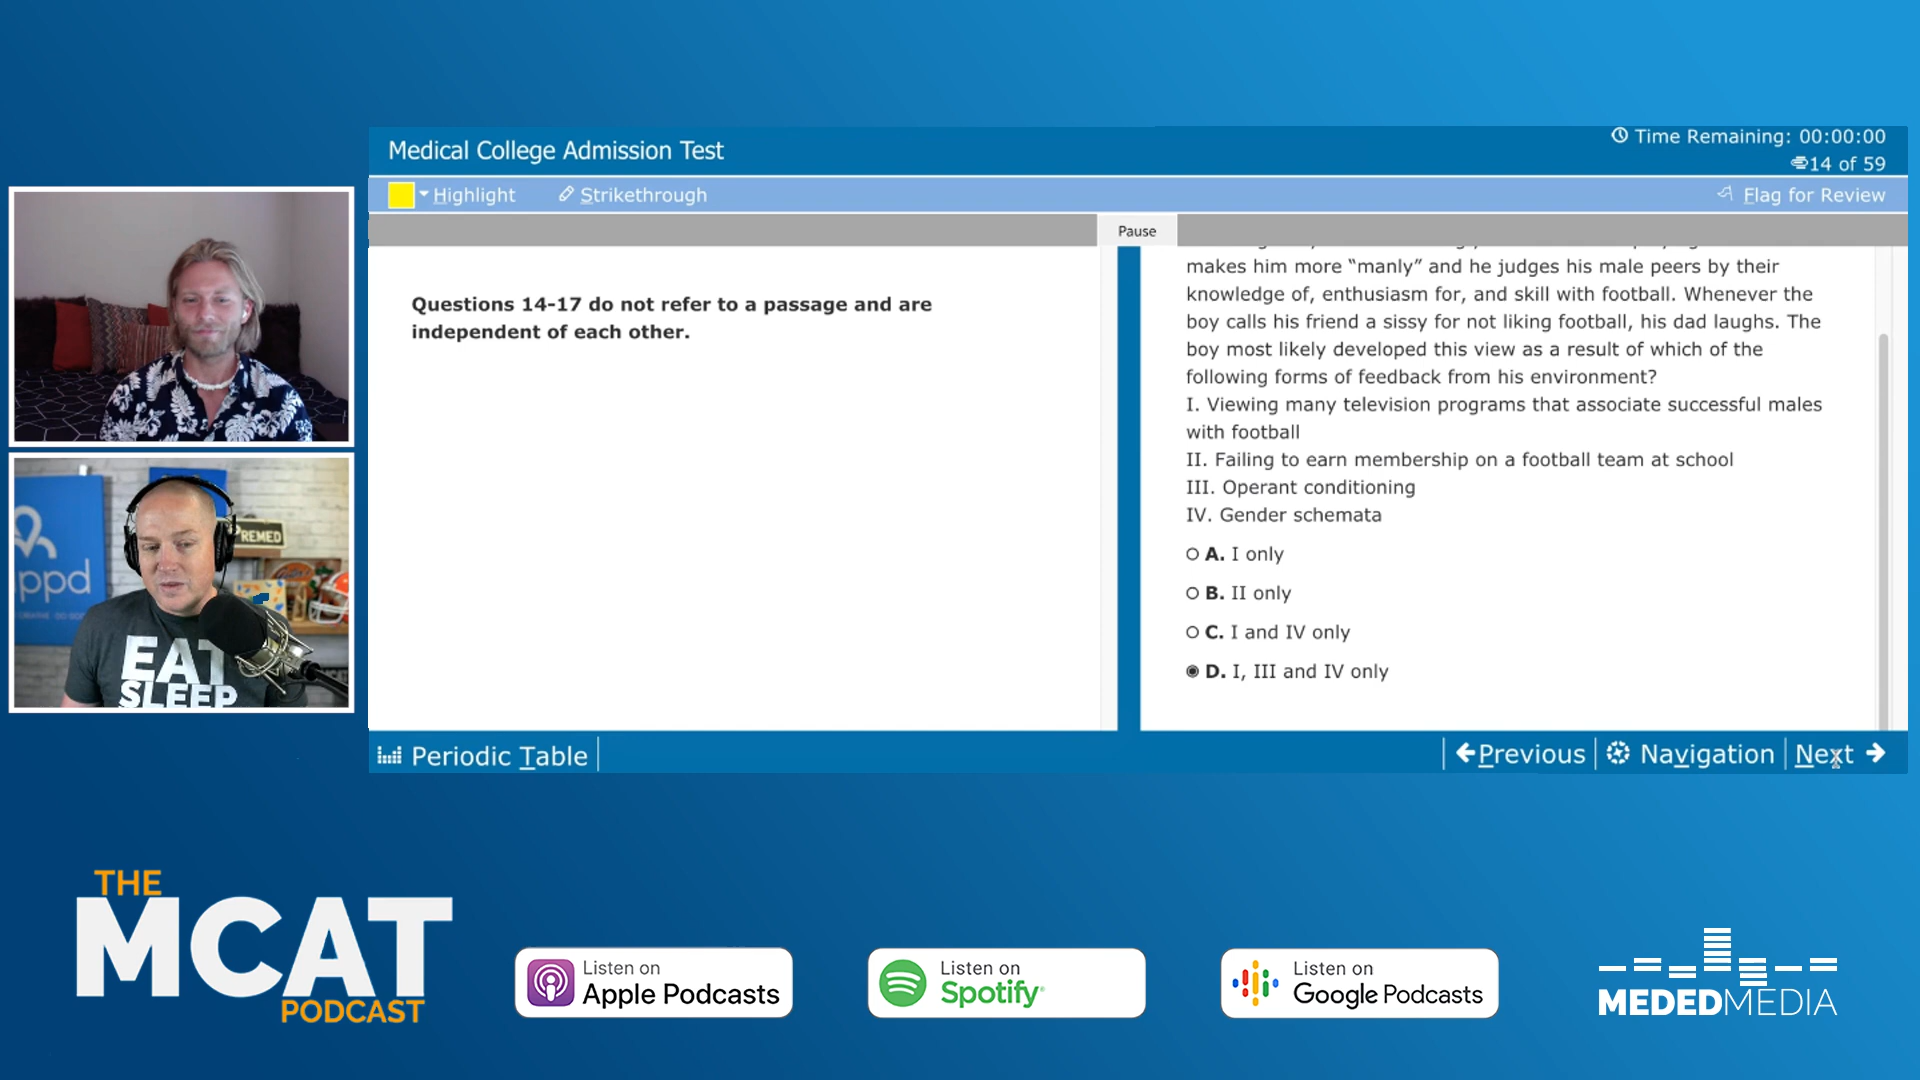 Medical College Admission Test
Time Remaining: 00:00:00
14 of 59
Highlight
Strikethrough
Flag for Review
Pause
Questions 14-17 do not refer to a passage and are
independent of each other.
makes him more “manly” and he judges his male peers by their
knowledge of, enthusiasm for, and skill with football. Whenever the
boy calls his friend a sissy for not liking football, his dad laughs. The
boy most likely developed this view as a result of which of the
following forms of feedback from his environment?
I. Viewing many television programs that associate successful males
with football
II. Failing to earn membership on a football team at school
III. Operant conditioning
IV. Gender schemata
A. I only
B. II only
C. I and IV only
D. I, III and IV only
Periodic Table
Previous
Navigation
Next
PREMED
ppd
EAT
SLEEP
THE
MCAT
PODCAST
Listen on
Apple Podcasts
Listen on
Spotify
Listen on
Google Podcasts
MEDEDMEDIA